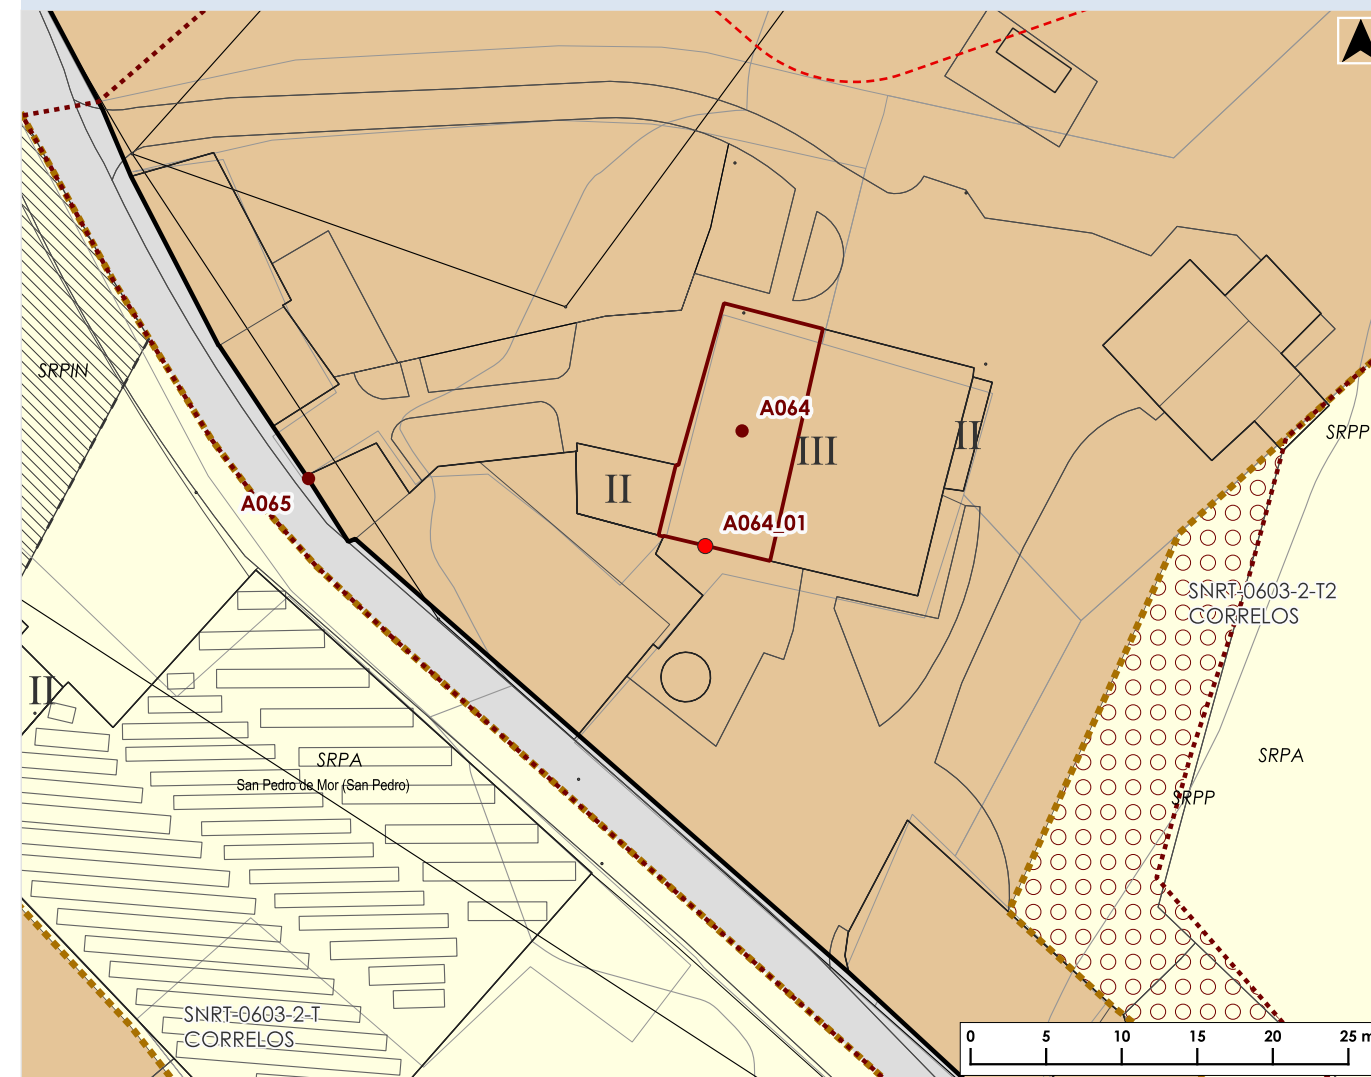 SRPIN
A064
III
II
SRPP
II
A065
A064_01
SNRT-0603-2-T2
CORRELOS
II
SRPA
San Pedro de Mor (San Pedro)
SRPA
SRPP
SNRT-0603-2-T
CORRELOS
0 5 10 15 20 25 m